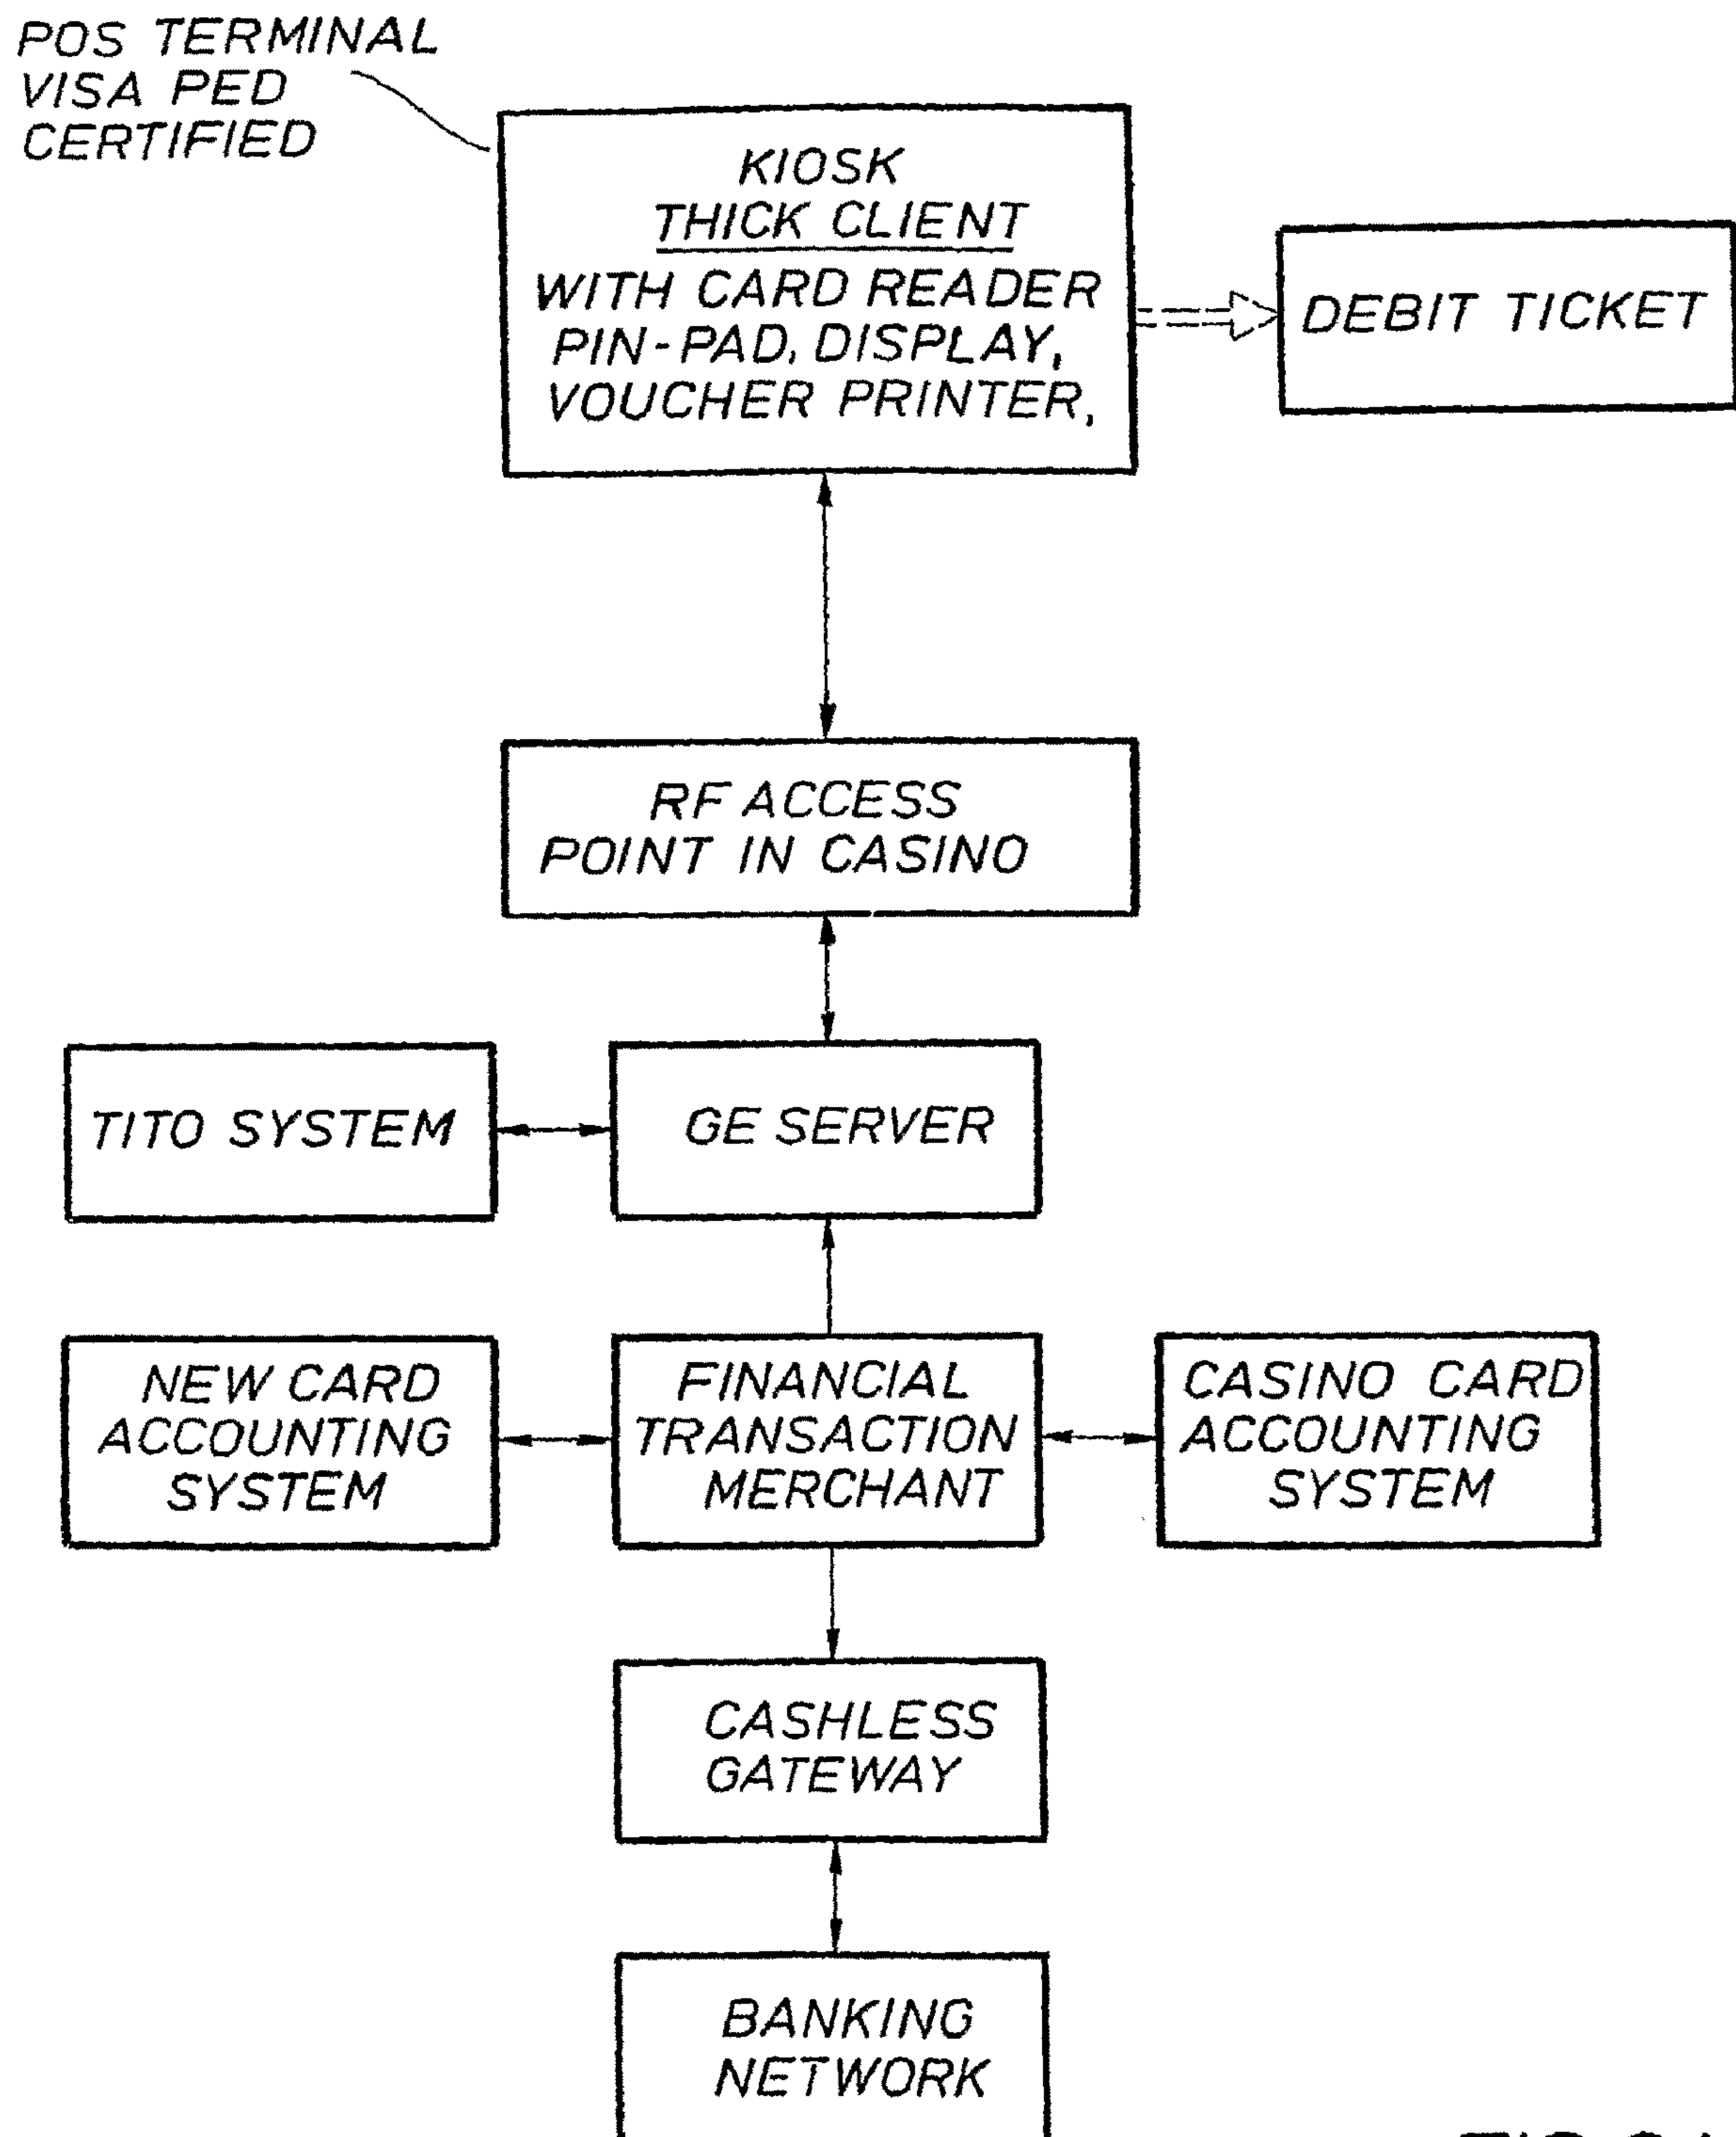 POS TERMINAL
VISA PED
CERTIFIED
KIOSK
THICK CLIENT
WITH CARD READER
PIN-PAD, DISPLAY,
VOUCHER PRINTER,
DEBIT TICKET
RF ACCESS
POINT IN CASINO
TITO SYSTEM
GE SERVER
NEW CARD
ACCOUNTING
SYSTEM
FINANCIAL
TRANSACTION
MERCHANT
CASINO CARD
ACCOUNTING
SYSTEM
CASHLESS
GATEWAY
BANKING
NETWORK